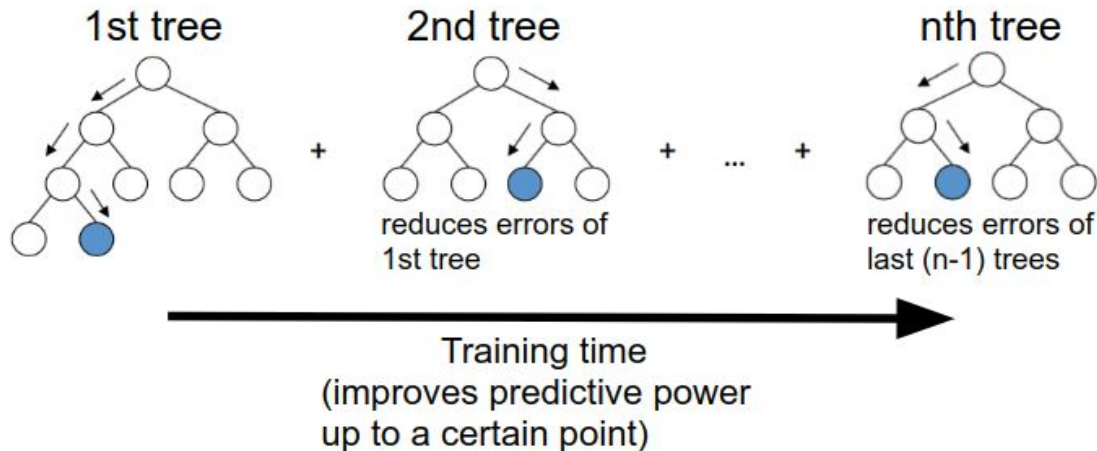 1st tree
2nd tree
nth tree
+
+
...
+
reduces errors of
1st tree
reduces errors of
last (n-1) trees
Training time
(improves predictive power
up to a certain point)